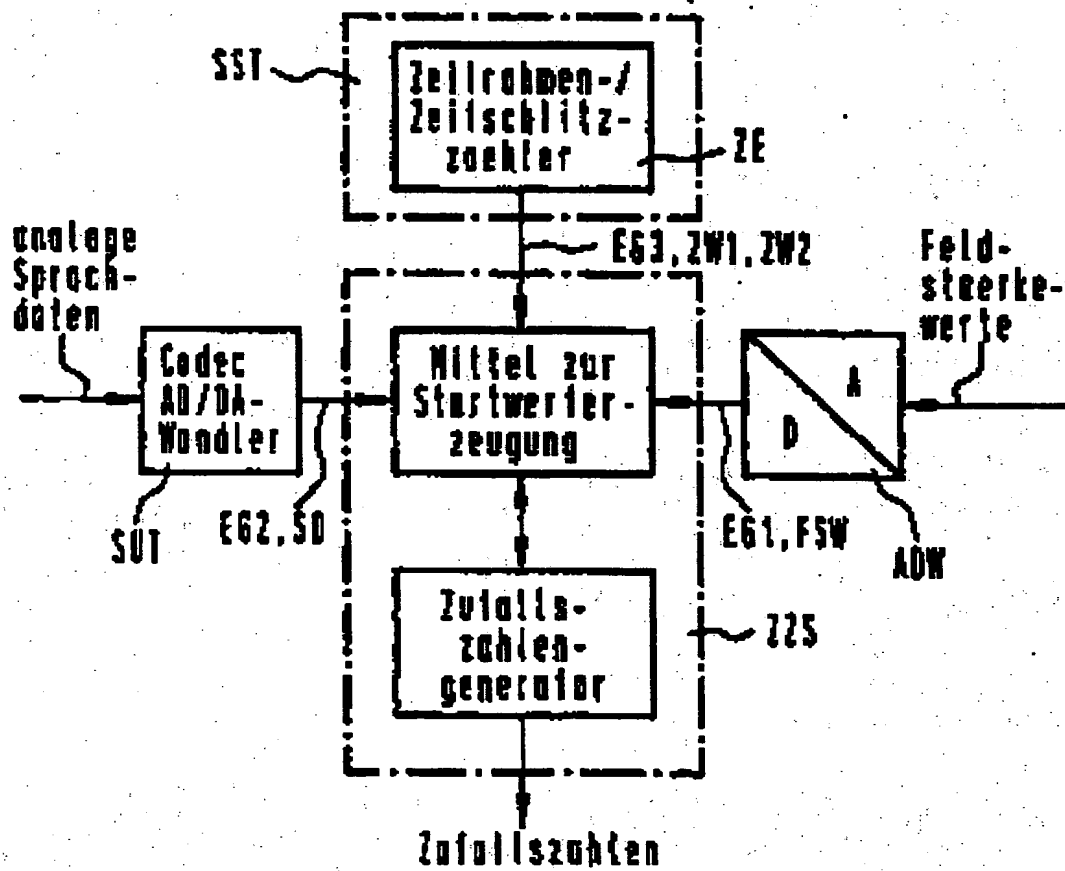 SST
Zeitrahmen-/
Zeitschlitz-
zaehler
ZE
analoge
Sprach-
daten
EG3, ZW1, ZW2
Feld-
staerke-
werte
Codec
AD/DA-
Wandler
Mittel zur
Startwerter-
zeugung
A
D
SUT
EG2, SD
EG1, FSW
ADW
Zufalls-
zahlen-
generator
ZZS
Zufallszahlen